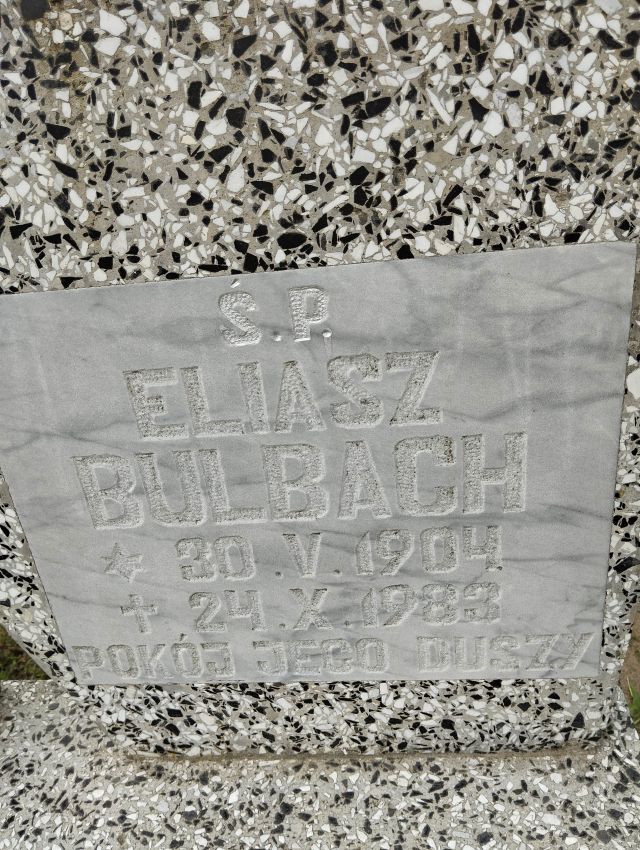 Ś.P.
ELIASZ
BULBACH
☆ 30.V.1904
✝ 24.X.1983
POKÓJ JEGO DUSZY